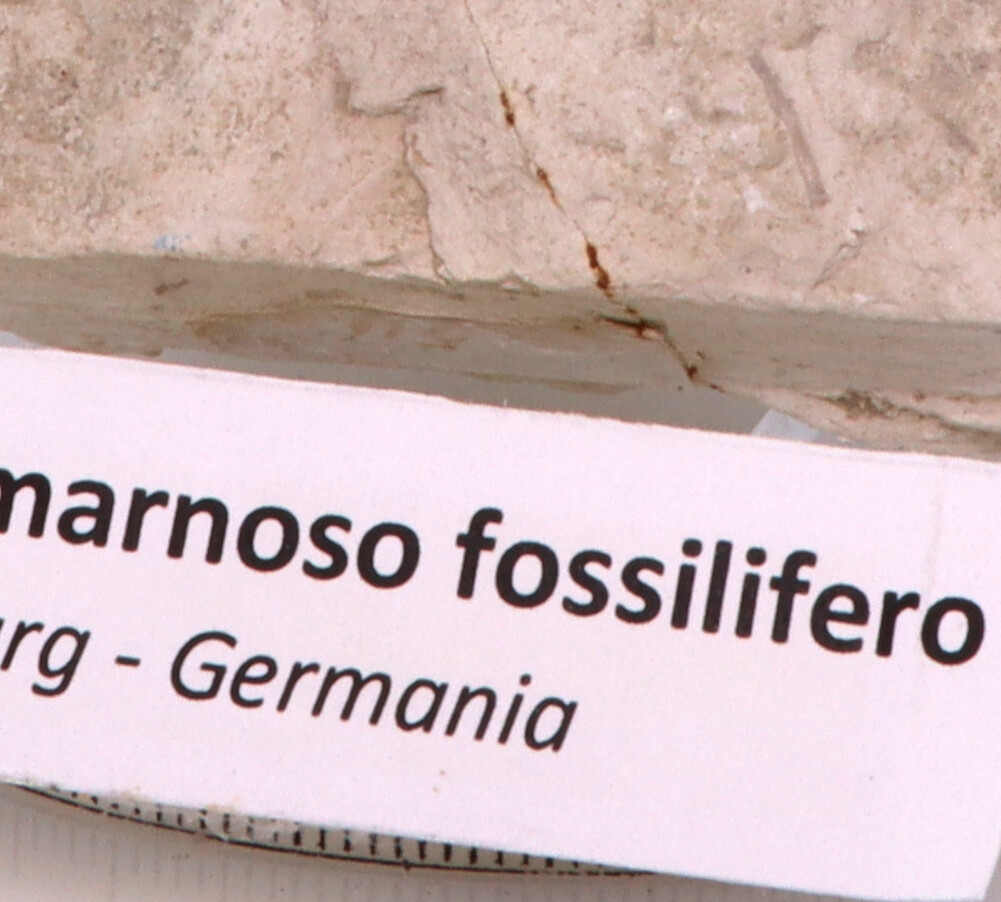 marnoso fossilifero
rg - Germania